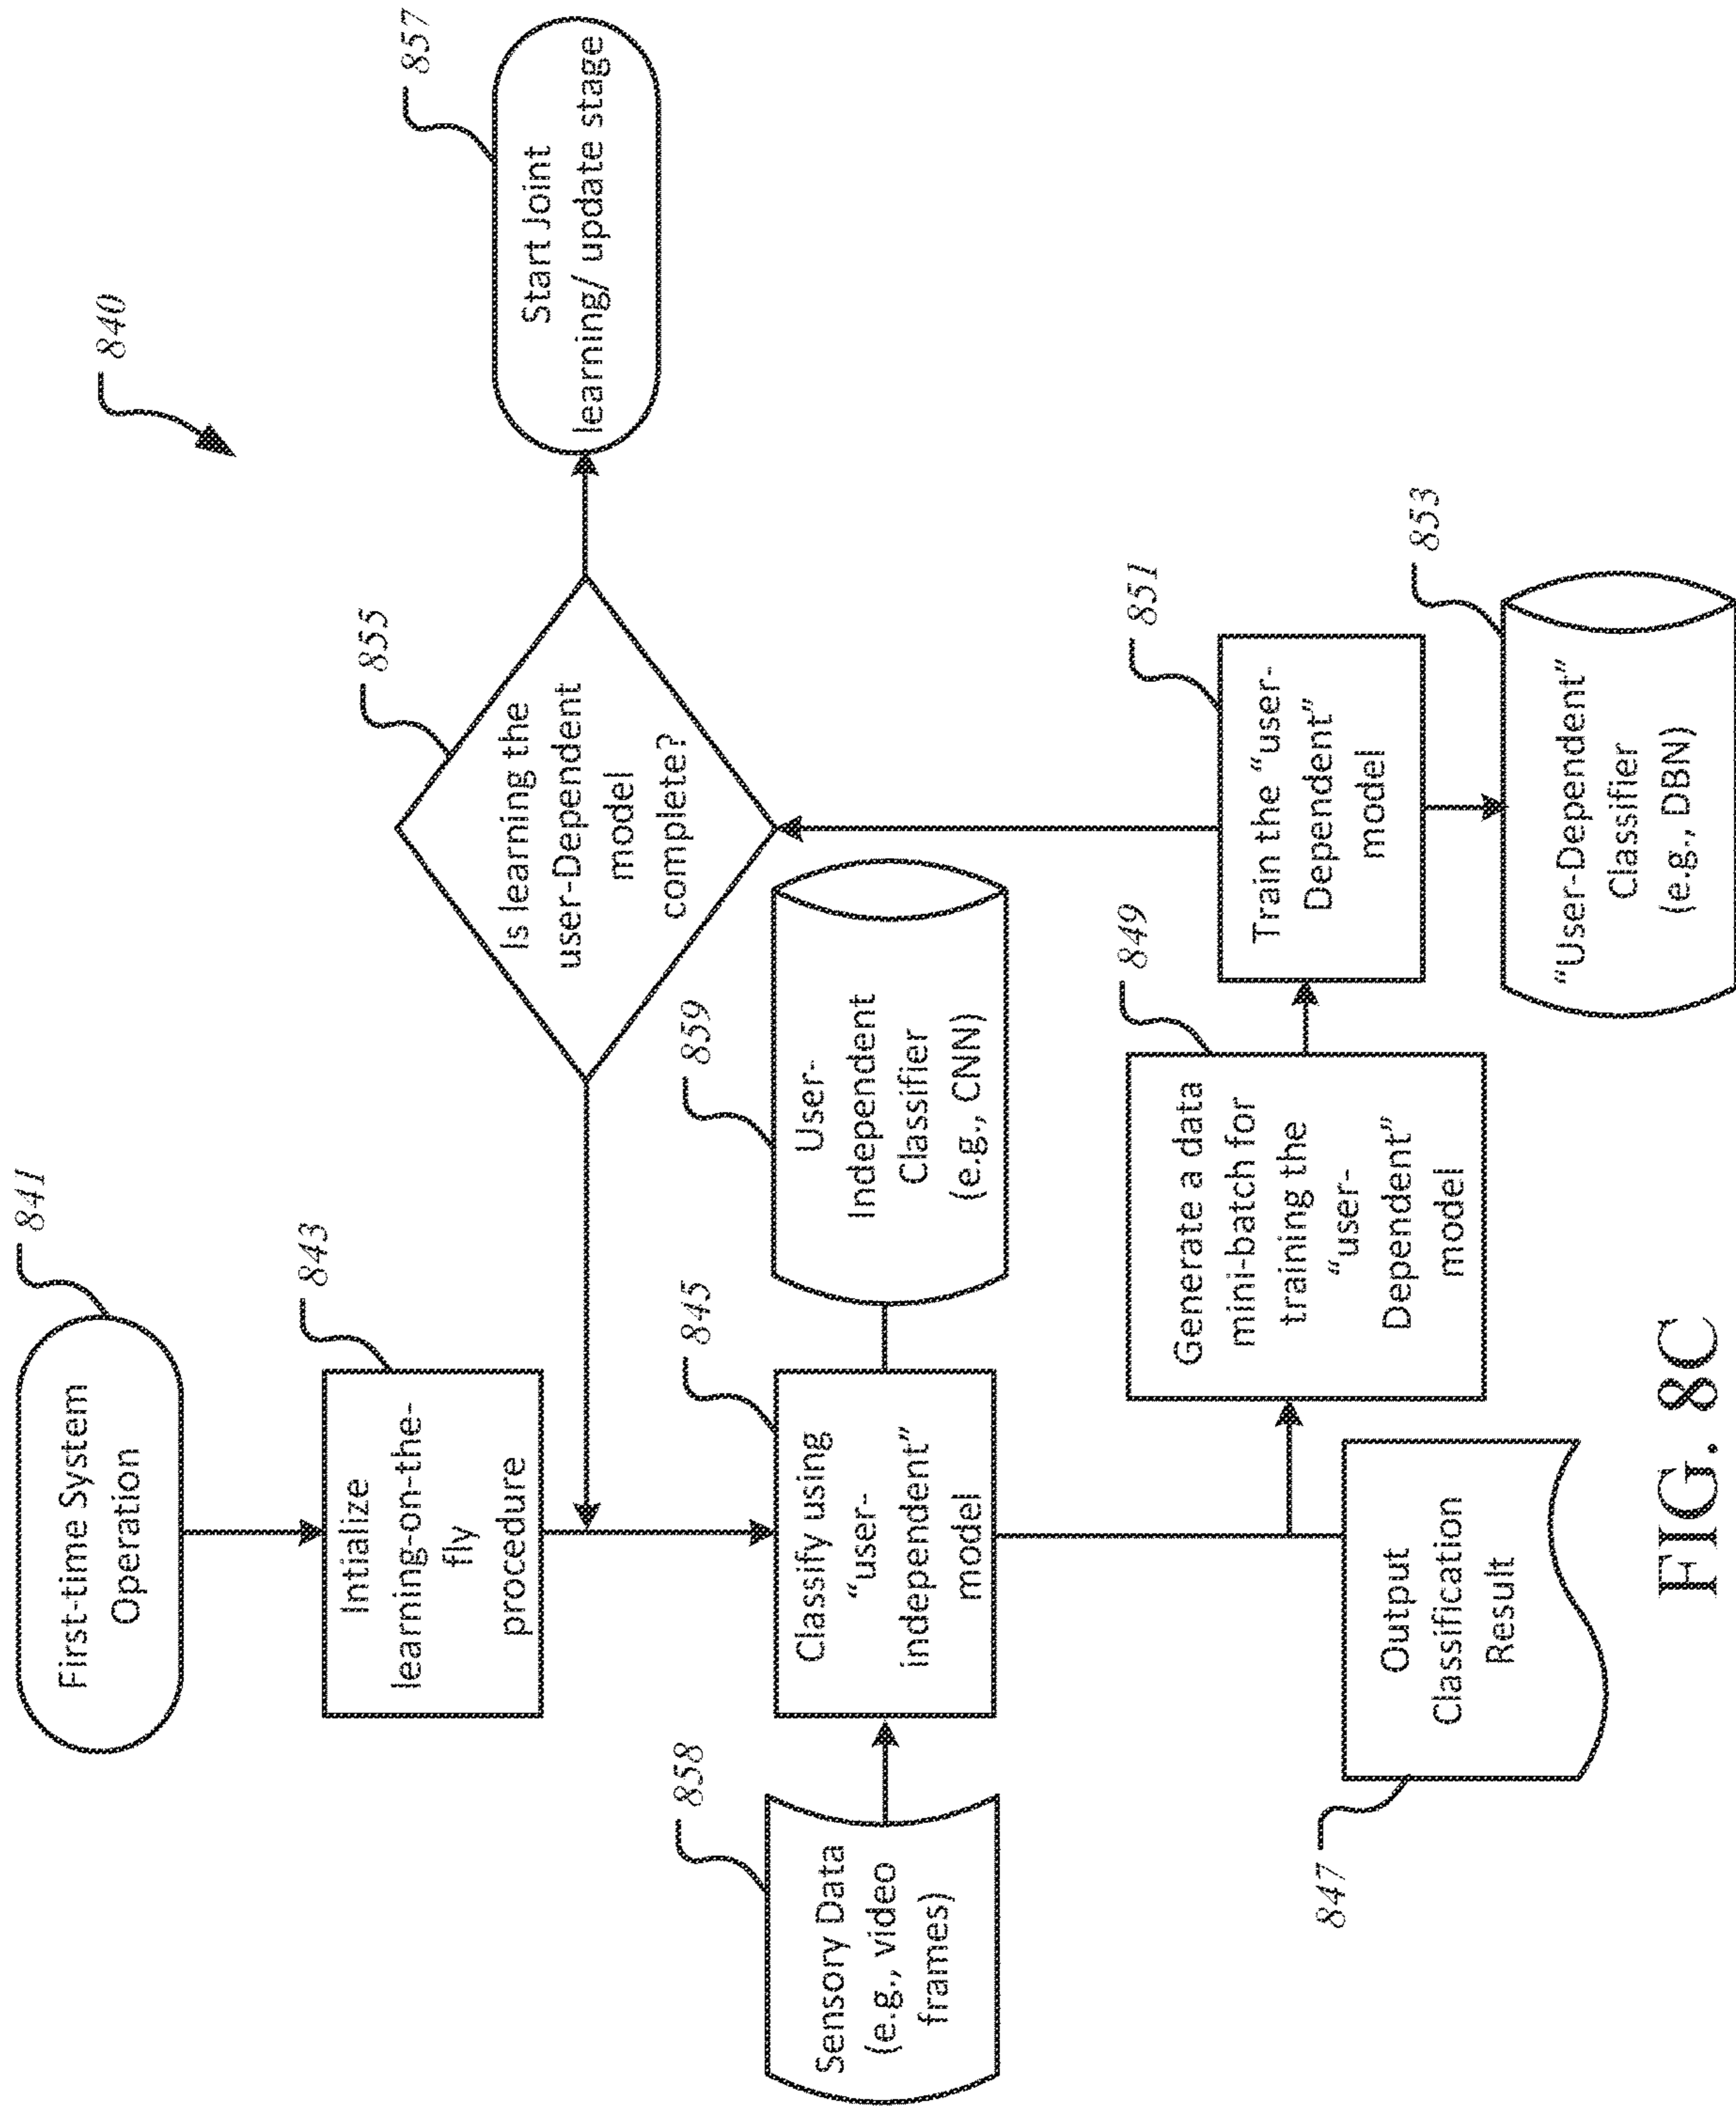 840
841
First-time System
Operation
843
Intialize
learning-on-the-
fly
procedure
855
Is learning the
user-Dependent
model
complete?
857
Start Joint
learning/ update stage
858
Sensory Data
(e.g., video
frames)
845
Classify using
“user-
independent”
model
859
User-
Independent
Classifier
(e.g., CNN)
847
Output
Classification
Result
849
Generate a data
mini-batch for
training the
“user-
Dependent”
model
851
Train the “user-
Dependent”
model
853
“User-Dependent”
Classifier
(e.g., DBN)
FIG. 8C